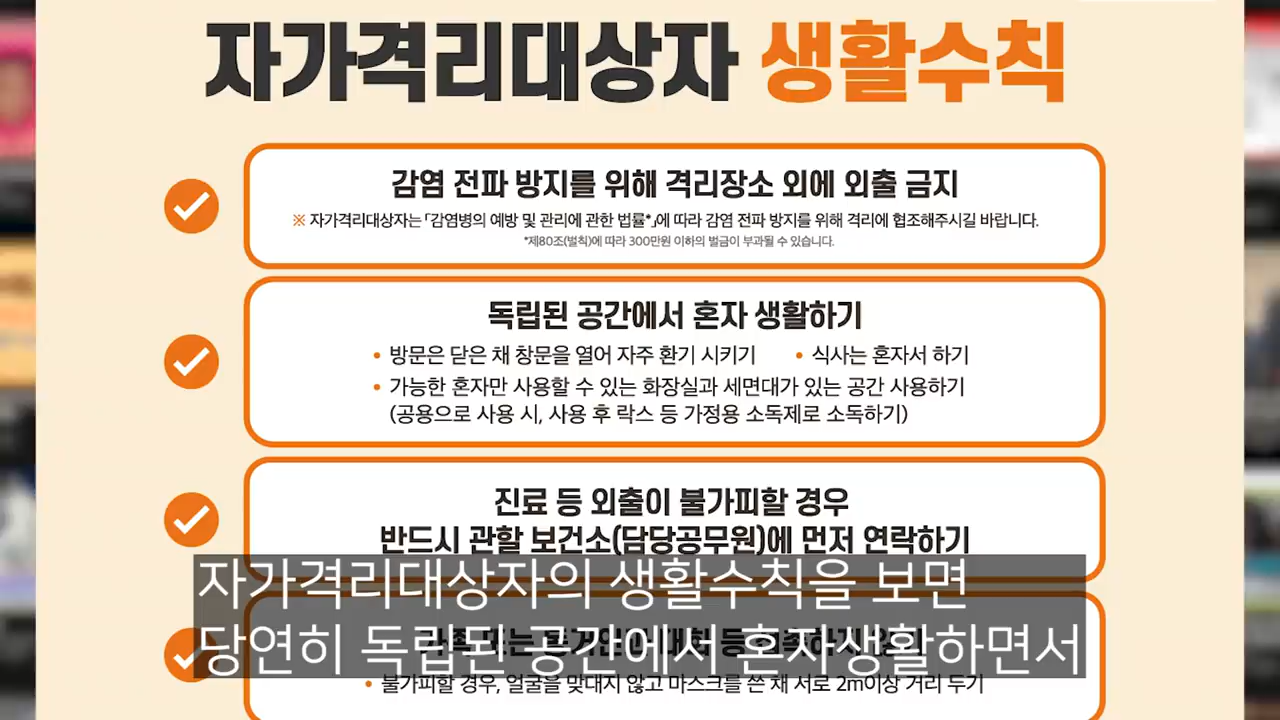 자가격리대상자 생활수칙
감염 전파 방지를 위해 격리장소 외에 외출 금지
※ 자가격리대상자는 「감염병의 예방 및 관리에 관한 법률*」에 따라 감염 전파 방지를 위해 격리에 협조해주시길 바랍니다.
*제80조(벌칙)에 따라 300만원 이하의 벌금이 부과될 수 있습니다.
독립된 공간에서 혼자 생활하기
• 방문은 닫은 채 창문을 열어 자주 환기 시키기 • 식사는 혼자서 하기
• 가능한 혼자만 사용할 수 있는 화장실과 세면대가 있는 공간 사용하기
(공용으로 사용 시, 사용 후 락스 등 가정용 소독제로 소독하기)
진료 등 외출이 불가피할 경우
반드시 관할 보건소(담당공무원)에 먼저 연락하기
자가격리대상자의 생활수칙을 보면
당연히 독립된 공간에서 혼자생활하면서
• 불가피할 경우, 얼굴을 맞대지 않고 마스크를 쓴 채 서로 2m이상 거리 두기